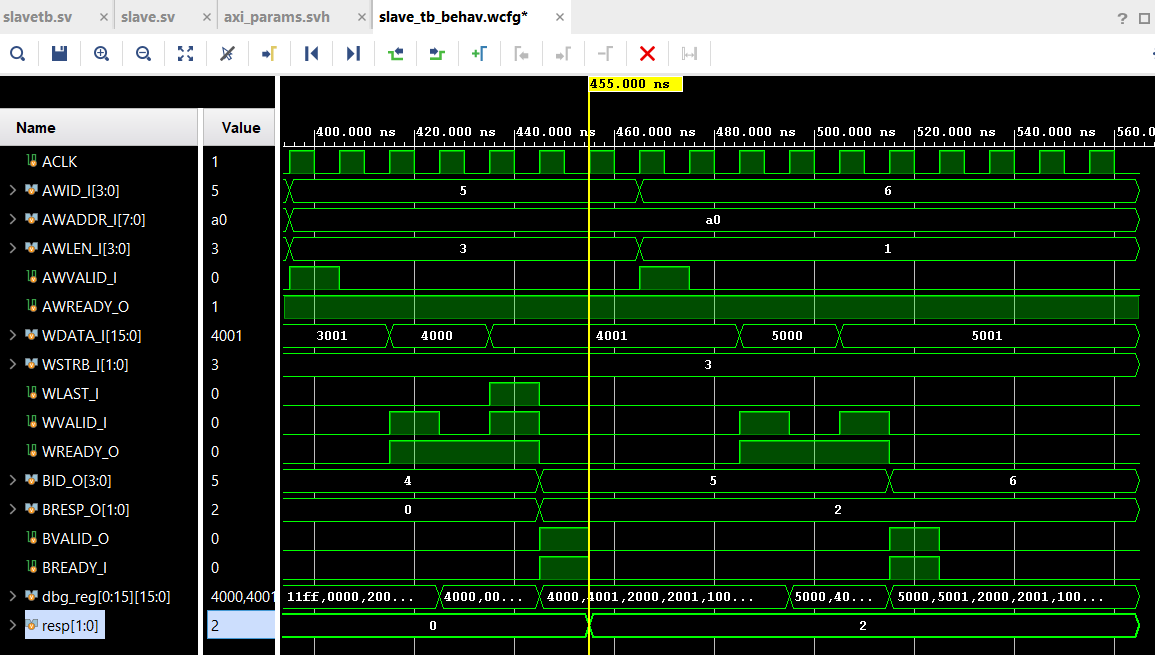 slavetb.sv × slave.sv × axi_params.svh × slave_tb_behav.wcfg* × ?
455.000 ns
Name Value 400.000 ns 420.000 ns 440.000 ns 460.000 ns 480.000 ns 500.000 ns 520.000 ns 540.000 ns 560.0
ACLK 1
AWID_I[3:0] 5 5 6
AWADDR_I[7:0] a0 a0
AWLEN_I[3:0] 3 3 1
AWVALID_I 0
AWREADY_O 1
WDATA_I[15:0] 4001 3001 4000 4001 5000 5001
WSTRB_I[1:0] 3 3
WLAST_I 0
WVALID_I 0
WREADY_O 0
BID_O[3:0] 5 4 5 6
BRESP_O[1:0] 2 0 2
BVALID_O 0
BREADY_I 0
dbg_reg[0:15][15:0] 4000,4001 11ff,0000,200... 4000,00... 4000,4001,2000,2001,100... 5000,40... 5000,5001,2000,2001,100...
resp[1:0] 2 0 2